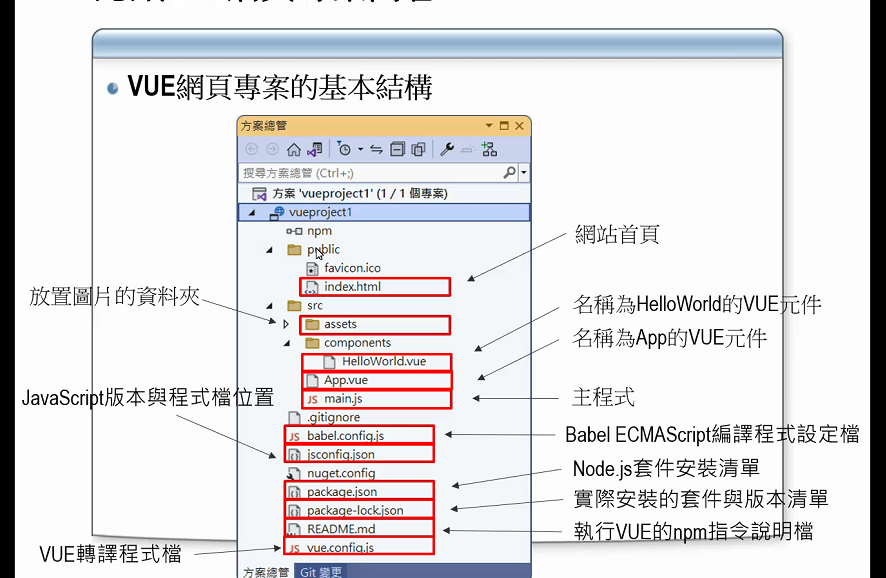 VUE網頁專案的基本結構
方案總管
搜尋方案總管 (Ctrl+;)
方案 'vueproject1' (1 / 1 個專案)
vueproject1
npm
public
網站首頁
favicon.ico
index.html
放置圖片的資料夾
src
名稱為HelloWorld的VUE元件
assets
名稱為App的VUE元件
components
HelloWorld.vue
App.vue
JavaScript版本與程式檔位置
main.js
主程式
.gitignore
babel.config.js
Babel ECMAScript編譯程式設定檔
jsconfig.json
Node.js套件安裝清單
nuget.config
package.json
實際安裝的套件與版本清單
package-lock.json
README.md
執行VUE的npm指令說明檔
VUE轉譯程式檔
vue.config.js
方案總管 Git 變更